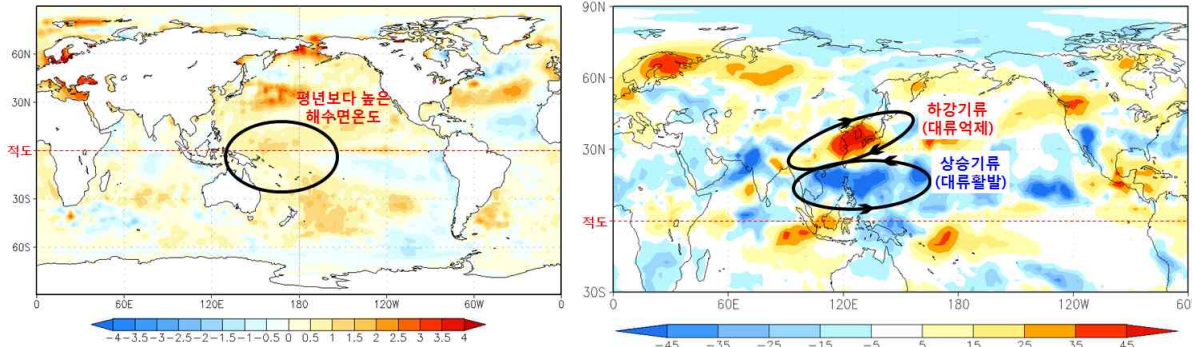 평년보다 높은
해수면온도
60N
30N
적도
30S
60S
0
60E
120E
180
120W
60W
0
-4
-3.5
-3
-2.5
-2
-1.5
-1
-0.5
0
0.5
1
1.5
2
2.5
3
3.5
4
90N
60N
30N
적도
30S
하강기류
(대류억제)
상승기류
(대류활발)
0
60E
120E
180
120W
60W
-45
-35
-25
-15
-5
5
15
25
35
45